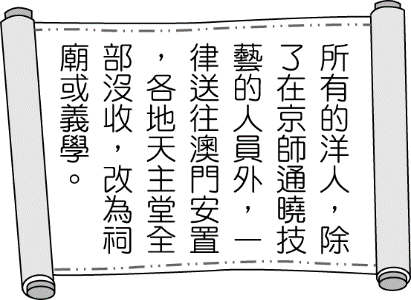 所有的洋人，除
了在京師通曉技
藝的人員外，一
律送往澳門安置
，各地天主堂全
部沒收，改為祠
廟或義學。